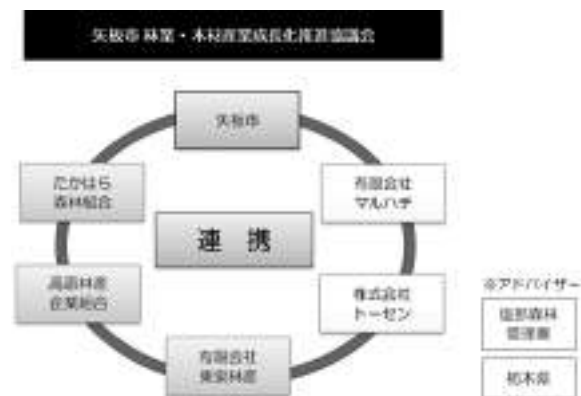 矢板市 林業・木材産業成長化推進協議会
矢板市
たかはら
森林組合
有限会社
マルハチ
連 携
高原林産
企業組合
株式会社
トーセン
有限会社
東泉林産
※アドバイザー
塩那森林
管理署
栃木県